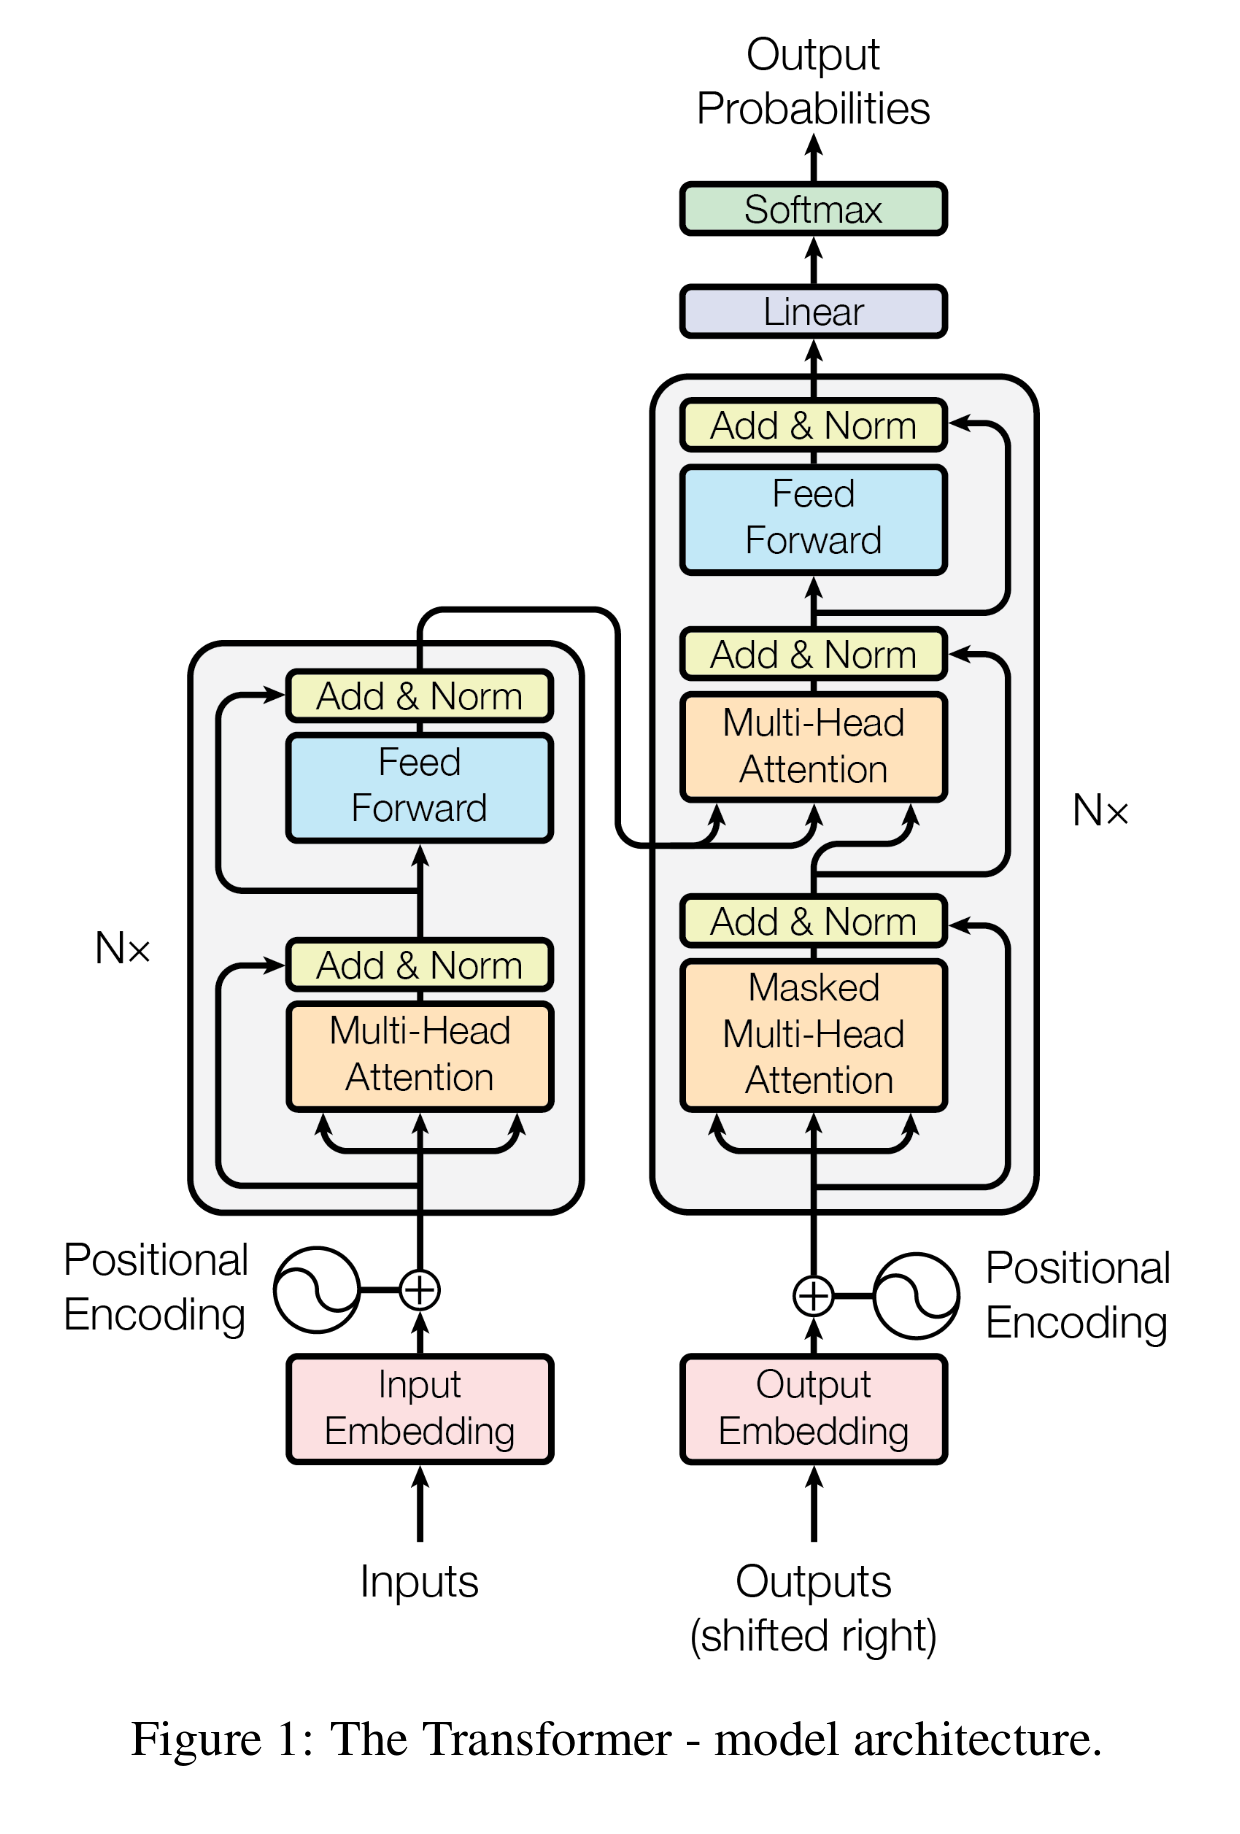 Output
Probabilities
Softmax
Linear
Add & Norm
Feed
Forward
Add & Norm
Multi-Head
Attention
Add & Norm
Masked
Multi-Head
Attention
N×
Add & Norm
Feed
Forward
Add & Norm
Multi-Head
Attention
N×
Positional
Encoding
Positional
Encoding
Input
Embedding
Output
Embedding
Inputs
Outputs
(shifted right)
Figure 1: The Transformer - model architecture.